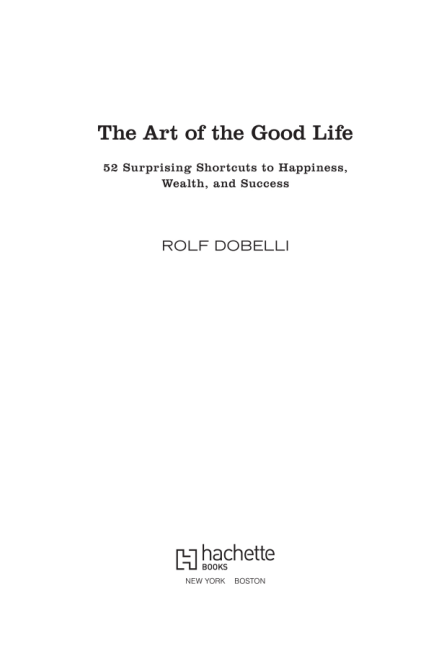 The Art of the Good Life
52 Surprising Shortcuts to Happiness,
Wealth, and Success
ROLF DOBELLI
hachette
BOOKS
NEW YORK BOSTON